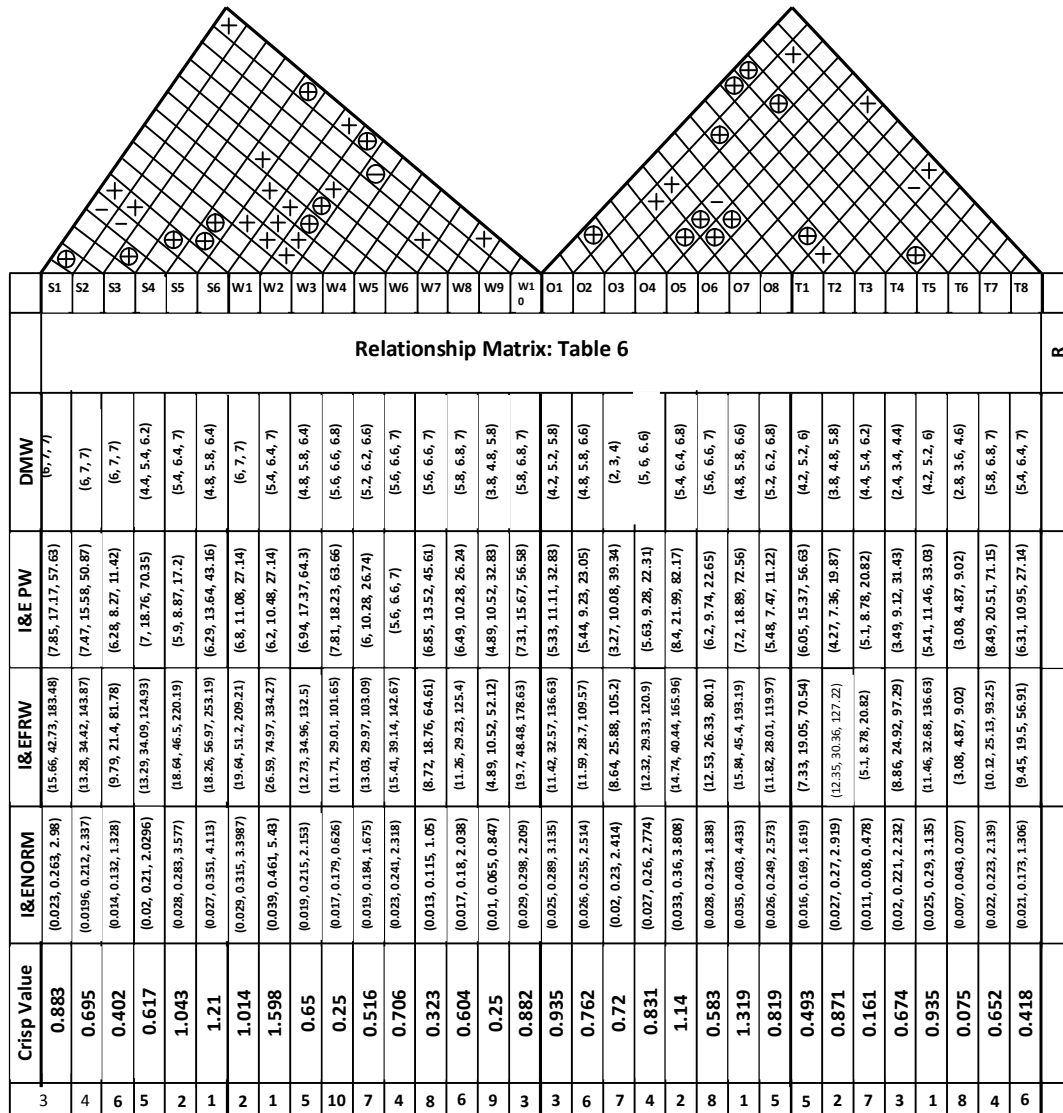 S1 S2 S3 S4 S5 S6 W1 W2 W3 W4 W5 W6 W7 W8 W9 W1 0 O1 O2 O3 O4 O5 O6 O7 O8 T1 T2 T3 T4 T5 T6 T7 T8
Relationship Matrix: Table 6 R
DMW (6, 7, 7) (6, 7, 7) (6, 7, 7) (4.4, 5.4, 6.2) (5.4, 6.4, 7) (4.8, 5.8, 6.4) (6, 7, 7) (5.4, 6.4, 7) (4.8, 5.8, 6.4) (5.6, 6.6, 6.8) (5.2, 6.2, 6.6) (5.6, 6.6, 7) (5.6, 6.6, 7) (5.8, 6.8, 7) (3.8, 4.8, 5.8) (5.8, 6.8, 7) (4.2, 5.2, 5.8) (4.8, 5.8, 6.6) (2, 3, 4) (5, 6, 6.6) (5.4, 6.4, 6.8) (5.6, 6.6, 7) (4.8, 5.8, 6.6) (5.2, 6.2, 6.8) (4.2, 5.2, 6) (3.8, 4.8, 5.8) (4.4, 5.4, 6.2) (2.4, 3.4, 4.4) (4.2, 5.2, 6) (2.8, 3.6, 4.6) (5.8, 6.8, 7) (5.4, 6.4, 7)
I&E PW (7.85, 17.17, 57.63) (7.47, 15.58, 50.87) (6.28, 8.27, 11.42) (7, 18.76, 70.35) (5.9, 8.87, 17.2) (6.29, 13.64, 43.16) (6.8, 11.08, 27.14) (6.2, 10.48, 27.14) (6.94, 17.37, 64.3) (7.81, 18.23, 63.66) (6, 10.28, 26.74) (5.6, 6.6, 7) (6.85, 13.52, 45.61) (6.49, 10.28, 26.24) (4.89, 10.52, 32.83) (7.31, 15.67, 56.58) (5.33, 11.11, 32.83) (5.44, 9.23, 23.05) (3.27, 10.08, 39.34) (5.63, 9.28, 22.31) (8.4, 21.99, 82.17) (6.2, 9.74, 22.65) (7.2, 18.89, 72.56) (5.48, 7.47, 11.22) (6.05, 15.37, 56.63) (4.27, 7.36, 19.87) (5.1, 8.78, 20.82) (3.49, 9.12, 31.43) (5.41, 11.46, 33.03) (3.08, 4.87, 9.02) (8.49, 20.51, 71.15) (6.31, 10.95, 27.14)
I&EFRW (15.66, 42.73, 183.48) (13.28, 34.42, 143.87) (9.79, 21.4, 81.78) (13.29, 34.09, 124.93) (18.64, 46.5, 220.19) (18.26, 56.97, 253.19) (19.64, 51.2, 209.21) (26.59, 74.97, 334.27) (12.73, 34.96, 132.5) (11.71, 29.01, 101.65) (13.03, 29.97, 103.09) (15.41, 39.14, 142.67) (8.72, 18.76, 64.61) (11.26, 29.23, 125.4) (4.89, 10.52, 52.12) (19.7, 48.48, 178.63) (11.42, 32.57, 136.63) (11.59, 28.7, 109.57) (8.64, 25.88, 105.2) (12.32, 29.33, 120.9) (14.74, 40.44, 165.96) (12.53, 26.33, 80.1) (15.84, 45.4, 193.19) (11.82, 28.01, 119.97) (7.33, 19.05, 70.54) (12.35, 30.36, 127.22) (5.1, 8.78, 20.82) (8.86, 24.92, 97.29) (11.46, 32.68, 136.63) (3.08, 4.87, 9.02) (10.12, 25.13, 93.25) (9.45, 19.5, 56.91)
I&ENORM (0.023, 0.263, 2.98) (0.0196, 0.212, 2.337) (0.014, 0.132, 1.328) (0.02, 0.21, 2.0296) (0.028, 0.283, 3.577) (0.027, 0.351, 4.113) (0.029, 0.315, 3.3987) (0.039, 0.461, 5.43) (0.019, 0.215, 2.153) (0.017, 0.179, 0.626) (0.019, 0.184, 1.675) (0.023, 0.241, 2.318) (0.013, 0.115, 1.05) (0.017, 0.18, 2.038) (0.01, 0.065, 0.847) (0.029, 0.298, 2.209) (0.025, 0.289, 3.135) (0.026, 0.255, 2.514) (0.02, 0.23, 2.414) (0.027, 0.26, 2.774) (0.033, 0.36, 3.808) (0.028, 0.234, 1.838) (0.035, 0.403, 4.433) (0.026, 0.249, 2.573) (0.016, 0.169, 1.619) (0.027, 0.27, 2.919) (0.011, 0.08, 0.478) (0.02, 0.221, 2.232) (0.025, 0.29, 3.135) (0.007, 0.043, 0.207) (0.022, 0.223, 2.139) (0.021, 0.173, 1.306)
Crisp Value 0.883 0.695 0.402 0.617 1.043 1.21 1.014 1.598 0.65 0.25 0.516 0.706 0.323 0.604 0.25 0.882 0.935 0.762 0.72 0.831 1.14 0.583 1.319 0.819 0.493 0.871 0.161 0.674 0.935 0.075 0.652 0.418
3 4 6 5 2 1 2 1 5 10 7 4 8 6 9 3 3 6 7 4 2 8 1 5 5 2 7 3 1 8 4 6